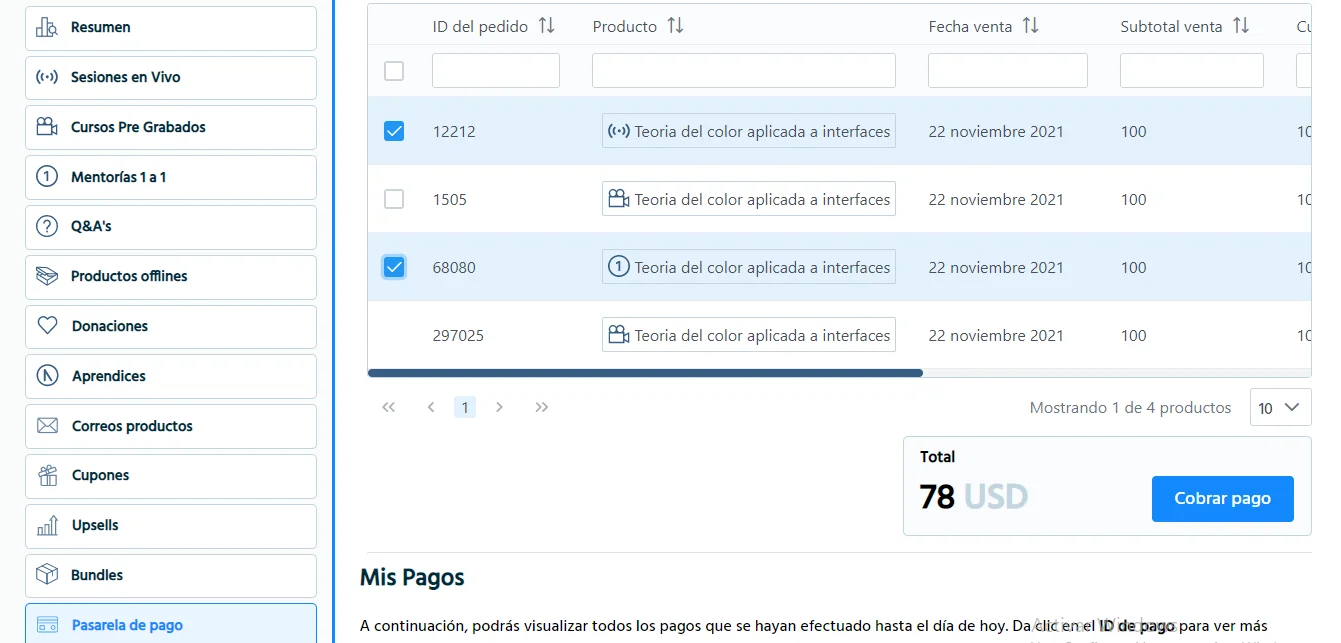 Resumen
Sesiones en Vivo
Cursos Pre Grabados
1 Mentorías 1 a 1
? Q&A's
Productos offlines
Donaciones
Aprendices
Correos productos
Cupones
Upsells
Bundles
Pasarela de pago
ID del pedido Producto Fecha venta Subtotal venta Cu
12212 Teoria del color aplicada a interfaces 22 noviembre 2021 100 10
1505 Teoria del color aplicada a interfaces 22 noviembre 2021 100 10
68080 1 Teoria del color aplicada a interfaces 22 noviembre 2021 100 10
297025 Teoria del color aplicada a interfaces 22 noviembre 2021 100 10
1 Mostrando 1 de 4 productos 10
Total
78 USD Cobrar pago
Mis Pagos
A continuación, podrás visualizar todos los pagos que se hayan efectuado hasta el día de hoy. Da clic en el ID de pago para ver más
Activar Windows